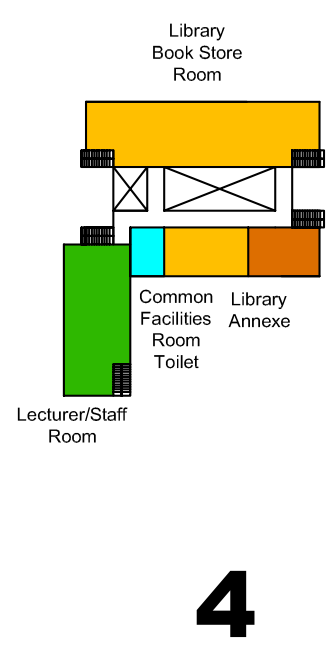 Library
Book Store
Room
Common
Facilities
Room
Toilet
Library
Annexe
Lecturer/Staff
Room
4